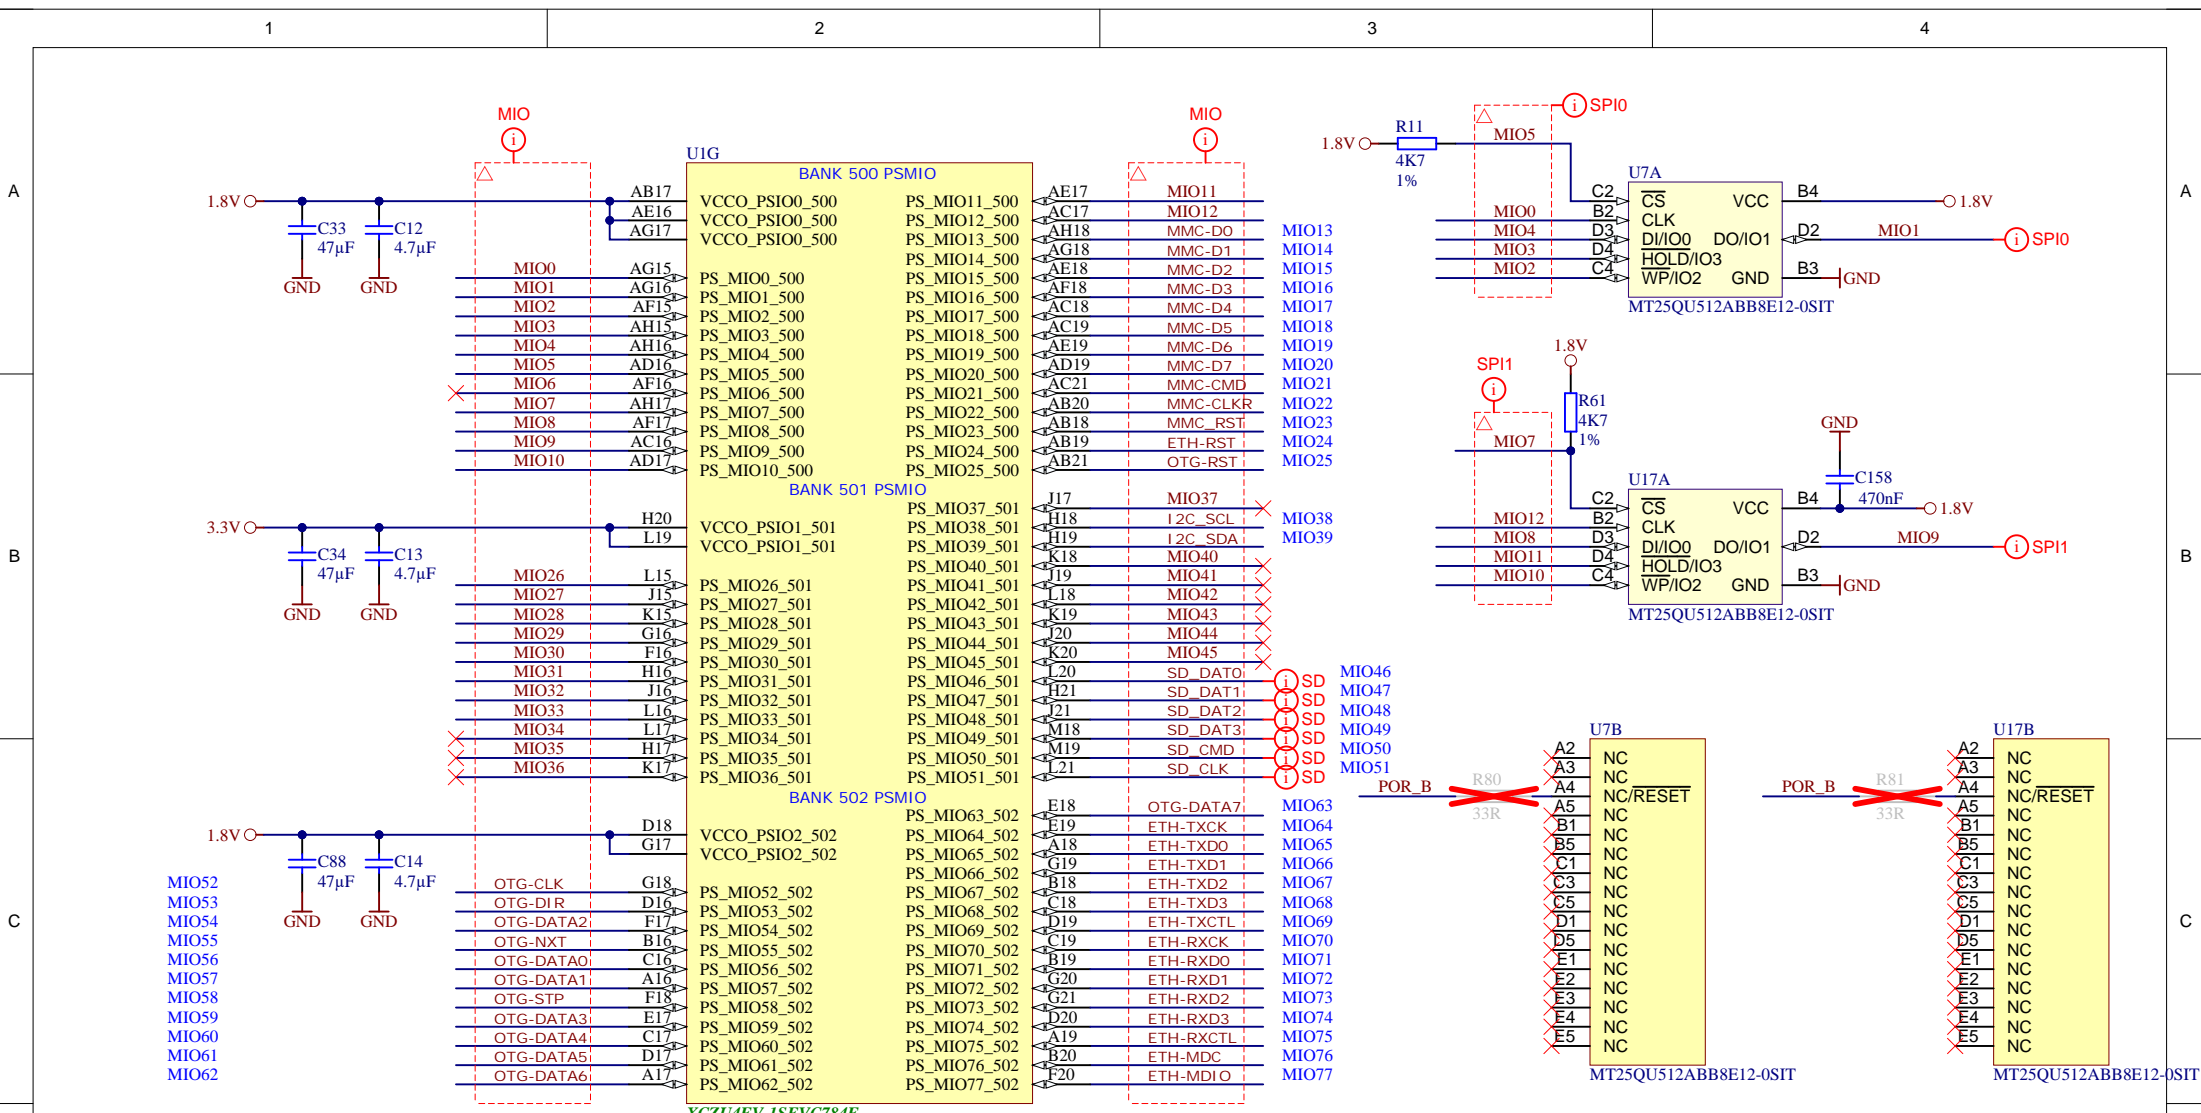 1 2 3 4
A A
B B
C C
MIO
MIO
SPI0
SPI1
U1G
BANK 500 PSMIO
1.8V
C33
47µF
GND
C12
4.7µF
GND
AB17 VCCO_PSIO0_500
AE16 VCCO_PSIO0_500
AG17 VCCO_PSIO0_500
MIO0 AG15 PS_MIO0_500
MIO1 AG16 PS_MIO1_500
MIO2 AF15 PS_MIO2_500
MIO3 AH15 PS_MIO3_500
MIO4 AH16 PS_MIO4_500
MIO5 AD16 PS_MIO5_500
MIO6 AF16 PS_MIO6_500
MIO7 AH17 PS_MIO7_500
MIO8 AF17 PS_MIO8_500
MIO9 AC16 PS_MIO9_500
MIO10 AD17 PS_MIO10_500
PS_MIO11_500 AE17 MIO11
PS_MIO12_500 AC17 MIO12
PS_MIO13_500 AH18 MMC-D0 MIO13
PS_MIO14_500 AG18 MMC-D1 MIO14
PS_MIO15_500 AE18 MMC-D2 MIO15
PS_MIO16_500 AF18 MMC-D3 MIO16
PS_MIO17_500 AC18 MMC-D4 MIO17
PS_MIO18_500 AC19 MMC-D5 MIO18
PS_MIO19_500 AE19 MMC-D6 MIO19
PS_MIO20_500 AD19 MMC-D7 MIO20
PS_MIO21_500 AC21 MMC-CMD MIO21
PS_MIO22_500 AB20 MMC-CLKR MIO22
PS_MIO23_500 AB18 MMC_RST MIO23
PS_MIO24_500 AB19 ETH-RST MIO24
PS_MIO25_500 AB21 OTG-RST MIO25
BANK 501 PSMIO
3.3V
C34
47µF
GND
C13
4.7µF
GND
H20 VCCO_PSIO1_501
L19 VCCO_PSIO1_501
MIO26 L15 PS_MIO26_501
MIO27 J15 PS_MIO27_501
MIO28 K15 PS_MIO28_501
MIO29 G16 PS_MIO29_501
MIO30 F16 PS_MIO30_501
MIO31 H16 PS_MIO31_501
MIO32 J16 PS_MIO32_501
MIO33 L16 PS_MIO33_501
MIO34 L17 PS_MIO34_501
MIO35 H17 PS_MIO35_501
MIO36 K17 PS_MIO36_501
PS_MIO37_501 J17 MIO37
PS_MIO38_501 H18 I2C_SCL MIO38
PS_MIO39_501 H19 I2C_SDA MIO39
PS_MIO40_501 K18 MIO40
PS_MIO41_501 J19 MIO41
PS_MIO42_501 L18 MIO42
PS_MIO43_501 K19 MIO43
PS_MIO44_501 J20 MIO44
PS_MIO45_501 K20 MIO45
PS_MIO46_501 L20 SD_DAT0 SD MIO46
PS_MIO47_501 H21 SD_DAT1 SD MIO47
PS_MIO48_501 J21 SD_DAT2 SD MIO48
PS_MIO49_501 M18 SD_DAT3 SD MIO49
PS_MIO50_501 M19 SD_CMD SD MIO50
PS_MIO51_501 L21 SD_CLK SD MIO51
BANK 502 PSMIO
1.8V
C88
47µF
GND
C14
4.7µF
GND
D18 VCCO_PSIO2_502
G17 VCCO_PSIO2_502
MIO52 OTG-CLK G18 PS_MIO52_502
MIO53 OTG-DIR D16 PS_MIO53_502
MIO54 OTG-DATA2 F17 PS_MIO54_502
MIO55 OTG-NXT B16 PS_MIO55_502
MIO56 OTG-DATA0 C16 PS_MIO56_502
MIO57 OTG-DATA1 A16 PS_MIO57_502
MIO58 OTG-STP F18 PS_MIO58_502
MIO59 OTG-DATA3 E17 PS_MIO59_502
MIO60 OTG-DATA4 C17 PS_MIO60_502
MIO61 OTG-DATA5 D17 PS_MIO61_502
MIO62 OTG-DATA6 A17 PS_MIO62_502
PS_MIO63_502 E18 OTG-DATA7 MIO63
PS_MIO64_502 E19 ETH-TXCK MIO64
PS_MIO65_502 A18 ETH-TXD0 MIO65
PS_MIO66_502 G19 ETH-TXD1 MIO66
PS_MIO67_502 B18 ETH-TXD2 MIO67
PS_MIO68_502 C18 ETH-TXD3 MIO68
PS_MIO69_502 D19 ETH-TXCTL MIO69
PS_MIO70_502 C19 ETH-RXCK MIO70
PS_MIO71_502 B19 ETH-RXD0 MIO71
PS_MIO72_502 G20 ETH-RXD1 MIO72
PS_MIO73_502 G21 ETH-RXD2 MIO73
PS_MIO74_502 D20 ETH-RXD3 MIO74
PS_MIO75_502 A19 ETH-RXCTL MIO75
PS_MIO76_502 B20 ETH-MDC MIO76
PS_MIO77_502 F20 ETH-MDIO MIO77
XCZU4EV-1SFVC784E
1.8V R11 MIO5
4K7
1%
U7A
C2 CS VCC B4 1.8V
MIO0 B2 CLK
MIO4 D3 DI/IO0 DO/IO1 D2 MIO1 SPI0
MIO3 D4 HOLD/IO3
MIO2 C4 WP/IO2 GND B3 GND
MT25QU512ABB8E12-0SIT
1.8V
R61
4K7
1%
MIO7
GND
C158
470nF
U17A
C2 CS VCC B4 1.8V
MIO12 B2 CLK
MIO8 D3 DI/IO0 DO/IO1 D2 MIO9 SPI1
MIO11 D4 HOLD/IO3
MIO10 C4 WP/IO2 GND B3 GND
MT25QU512ABB8E12-0SIT
U7B
A2 NC
A3 NC
POR_B R80 33R A4 NC/RESET
A5 NC
B1 NC
B5 NC
C1 NC
C3 NC
C5 NC
D1 NC
D5 NC
E1 NC
E2 NC
E3 NC
E4 NC
E5 NC
MT25QU512ABB8E12-0SIT
U17B
A2 NC
A3 NC
POR_B R81 33R A4 NC/RESET
A5 NC
B1 NC
B5 NC
C1 NC
C3 NC
C5 NC
D1 NC
D5 NC
E1 NC
E2 NC
E3 NC
E4 NC
E5 NC
MT25QU512ABB8E12-0SIT